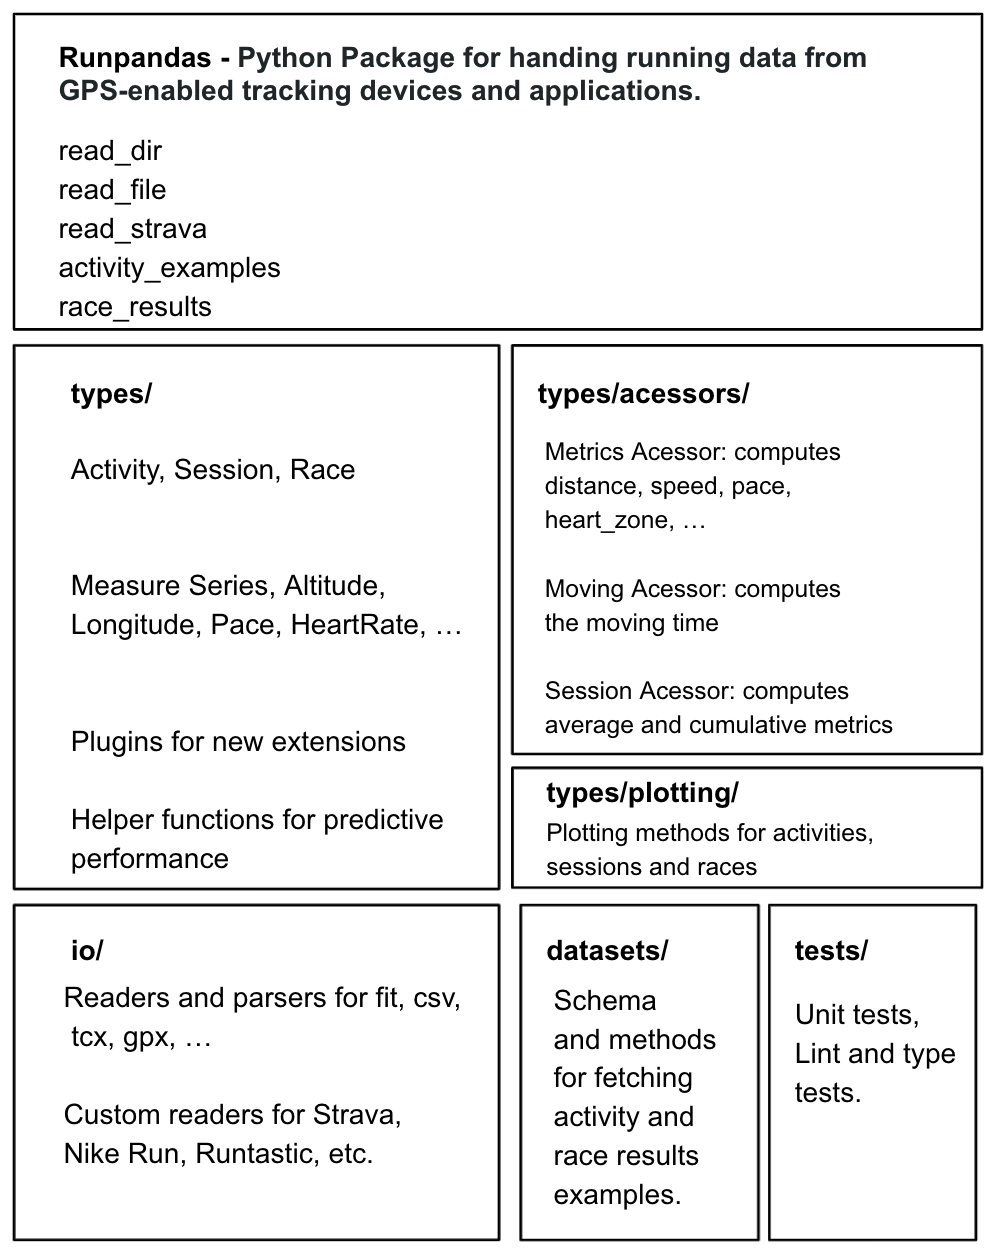 Runpandas - Python Package for handing running data from
GPS-enabled tracking devices and applications.
read_dir
read_file
read_strava
activity_examples
race_results
types/
Activity, Session, Race
Measure Series, Altitude,
Longitude, Pace, HeartRate, …
Plugins for new extensions
Helper functions for predictive
performance
types/acessors/
Metrics Acessor: computes
distance, speed, pace,
heart_zone, …
Moving Acessor: computes
the moving time
Session Acessor: computes
average and cumulative metrics
types/plotting/
Plotting methods for activities,
sessions and races
io/
Readers and parsers for fit, csv,
tcx, gpx, …
Custom readers for Strava,
Nike Run, Runtastic, etc.
datasets/
Schema
and methods
for fetching
activity and
race results
examples.
tests/
Unit tests,
Lint and type
tests.